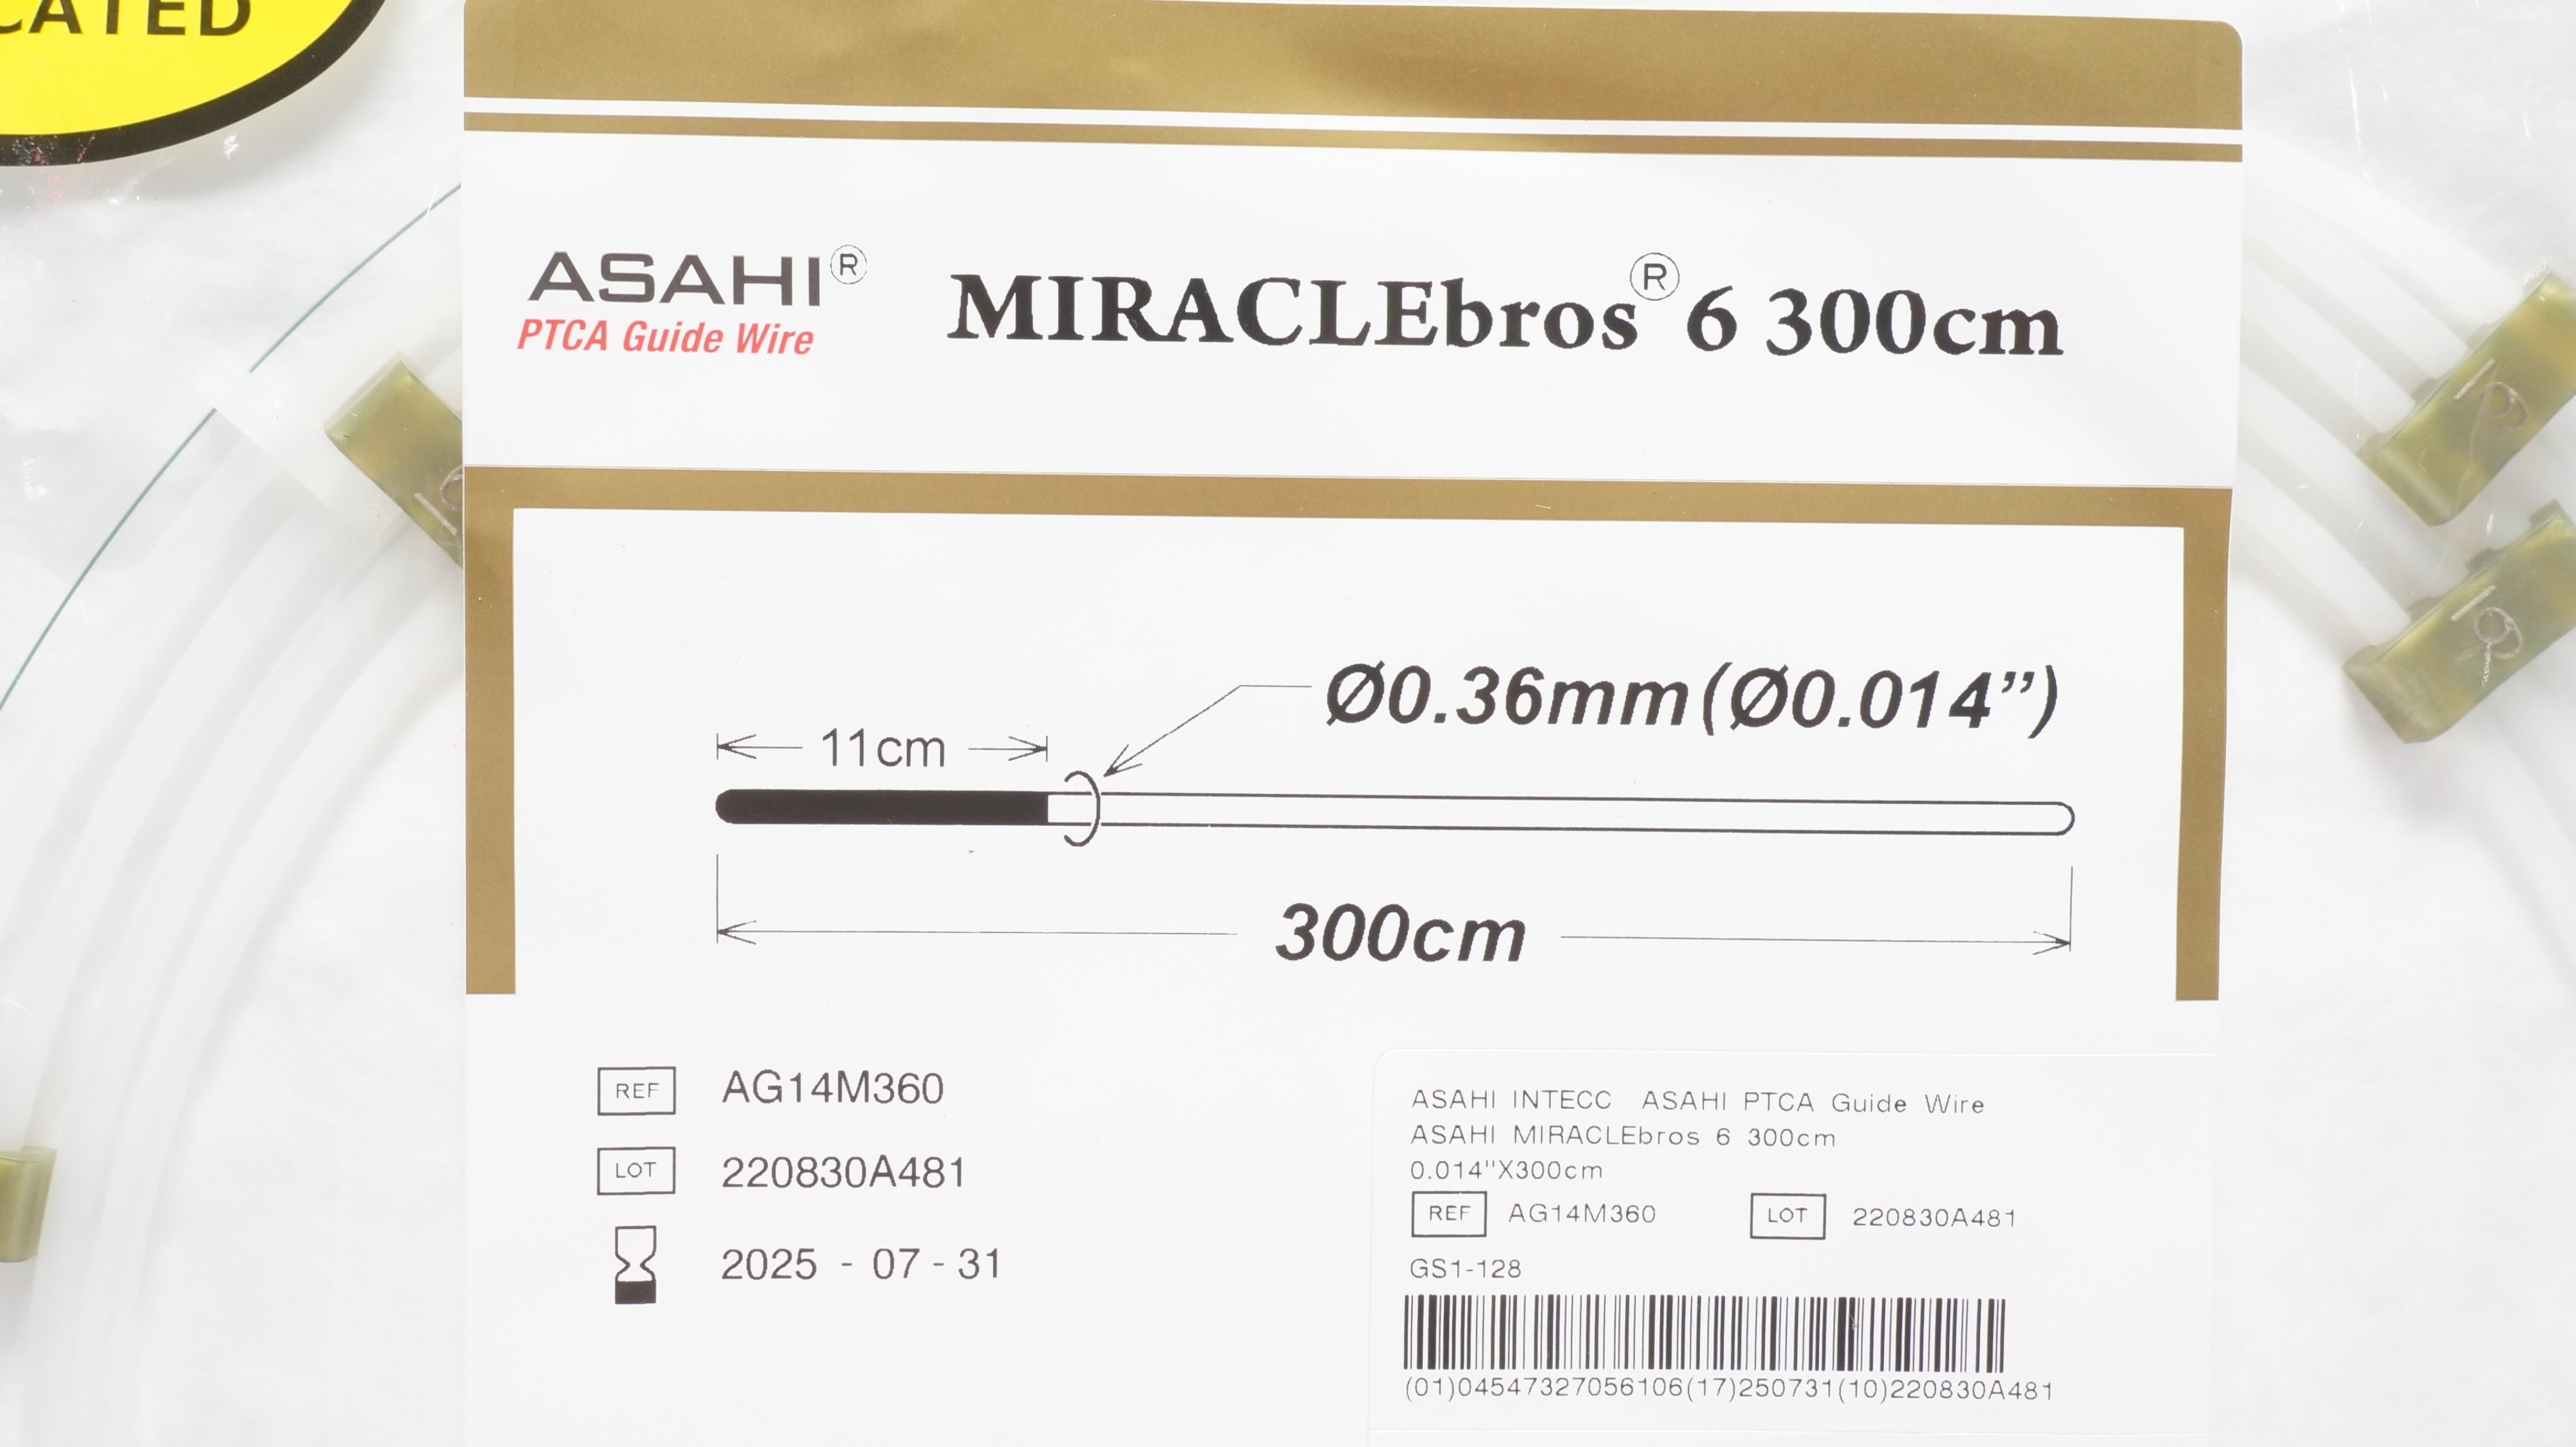 ASAHI®
PTCA Guide Wire
MIRACLEbros® 6 300cm
Ø0.36mm(Ø0.014”)
11cm
300cm
REF AG14M360
LOT 220830A481
2025 - 07 - 31
ASAHI INTECC ASAHI PTCA Guide Wire
ASAHI MIRACLEbros 6 300cm
0.014"X300cm
REF AG14M360 LOT 220830A481
GS1-128
(01)04547327056106(17)250731(10)220830A481